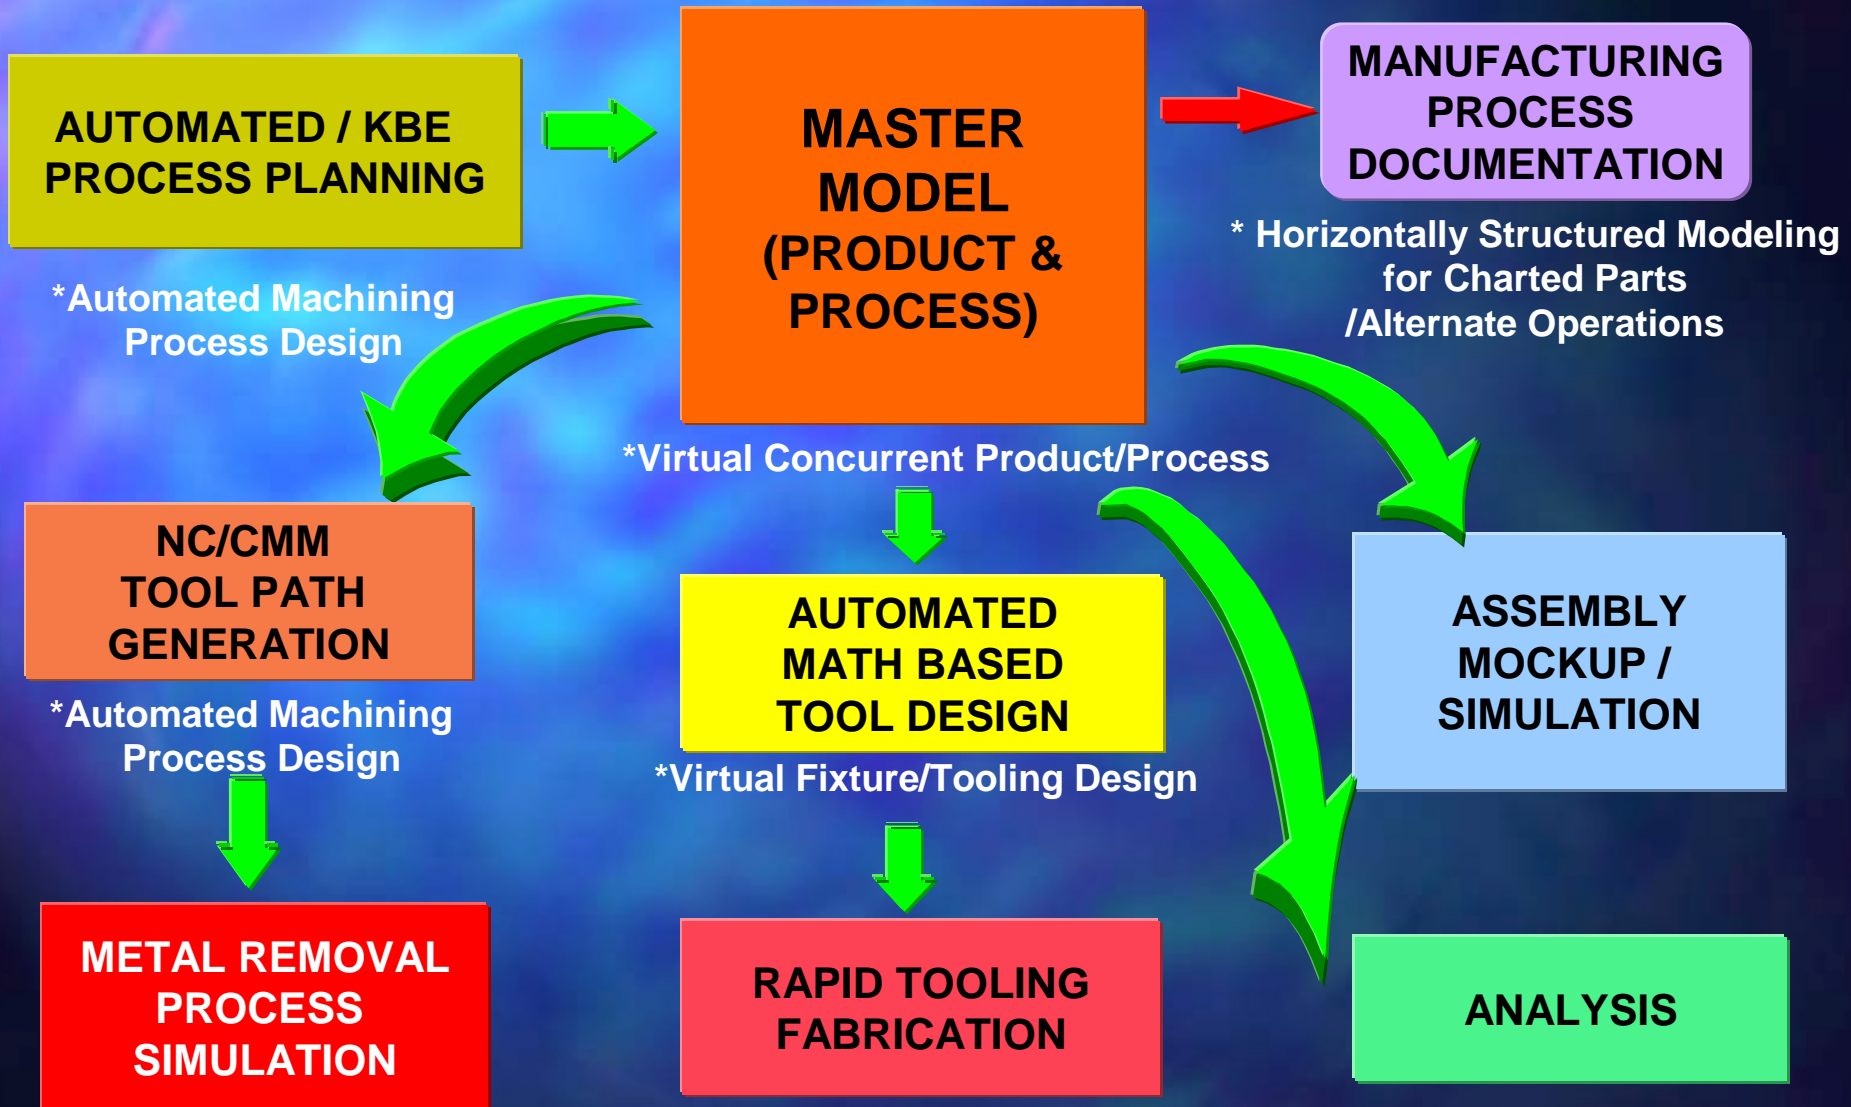 AUTOMATED / KBE
PROCESS PLANNING
*Automated Machining
Process Design
MASTER
MODEL
(PRODUCT &
PROCESS)
*Virtual Concurrent Product/Process
MANUFACTURING
PROCESS
DOCUMENTATION
* Horizontally Structured Modeling
for Charted Parts
/Alternate Operations
NC/CMM
TOOL PATH
GENERATION
*Automated Machining
Process Design
AUTOMATED
MATH BASED
TOOL DESIGN
*Virtual Fixture/Tooling Design
ASSEMBLY
MOCKUP /
SIMULATION
METAL REMOVAL
PROCESS
SIMULATION
RAPID TOOLING
FABRICATION
ANALYSIS